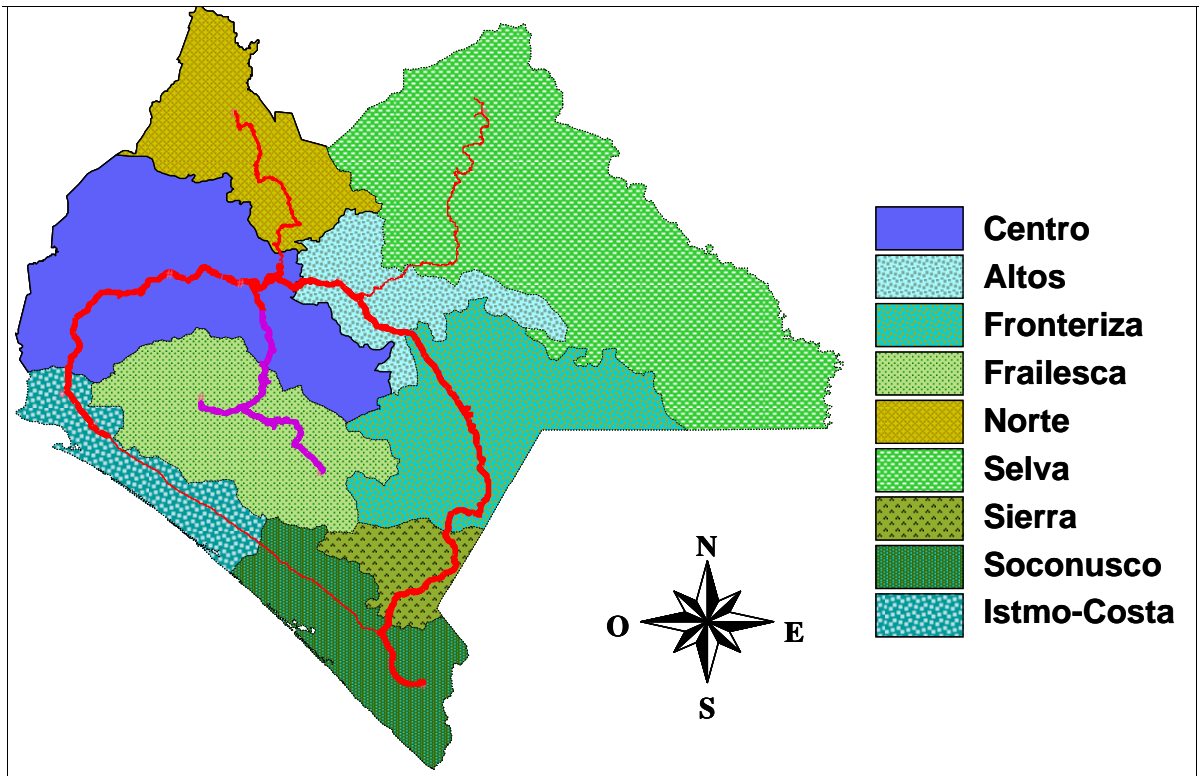 Centro
Altos
Fronteriza
Frailesca
Norte
Selva
Sierra
Soconusco
Istmo-Costa
N
O
E
S